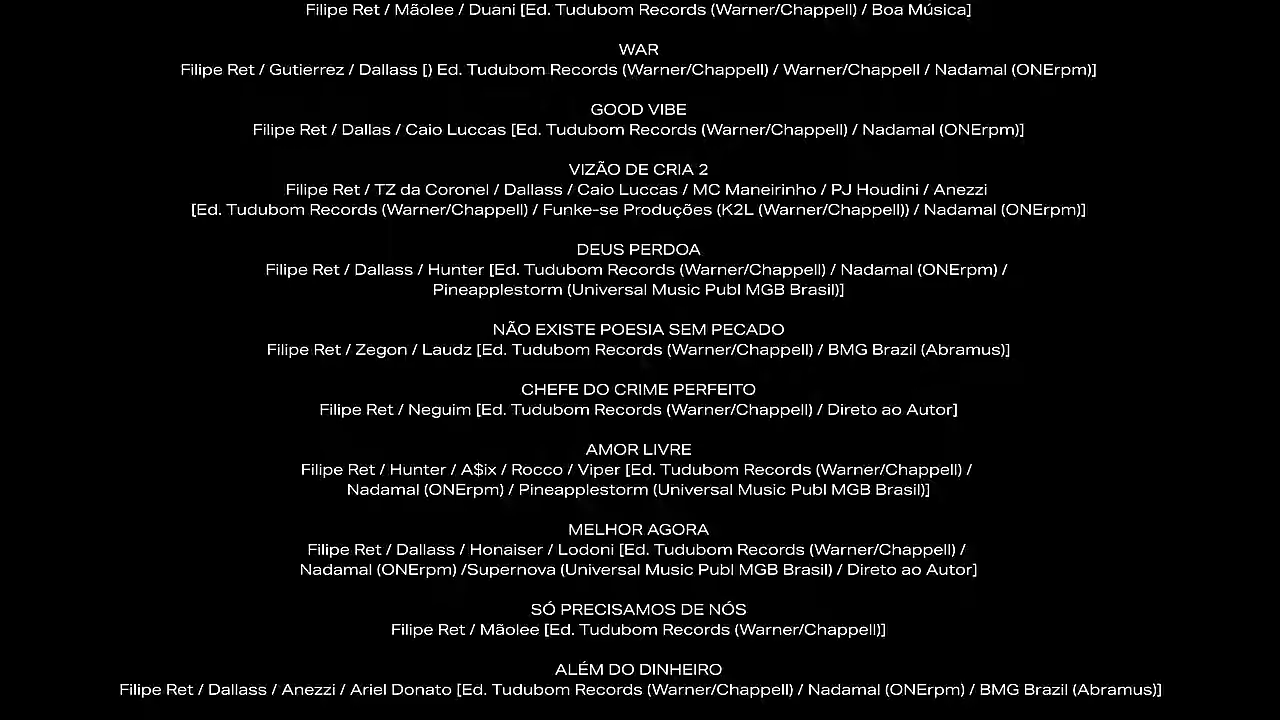 Filipe Ret / Mãolee / Duani [Ed. Tudubom Records (Warner/Chappell) / Boa Música]
WAR
Filipe Ret / Gutierrez / Dallass [) Ed. Tudubom Records (Warner/Chappell) / Warner/Chappell / Nadamal (ONErpm)]
GOOD VIBE
Filipe Ret / Dallas / Caio Luccas [Ed. Tudubom Records (Warner/Chappell) / Nadamal (ONErpm)]
VIZÃO DE CRIA 2
Filipe Ret / TZ da Coronel / Dallass / Caio Luccas / MC Maneirinho / PJ Houdini / Anezzi
[Ed. Tudubom Records (Warner/Chappell) / Funke-se Produções (K2L (Warner/Chappell)) / Nadamal (ONErpm)]
DEUS PERDOA
Filipe Ret / Dallass / Hunter [Ed. Tudubom Records (Warner/Chappell) / Nadamal (ONErpm) /
Pineapplestorm (Universal Music Publ MGB Brasil)]
NÃO EXISTE POESIA SEM PECADO
Filipe Ret / Zegon / Laudz [Ed. Tudubom Records (Warner/Chappell) / BMG Brazil (Abramus)]
CHEFE DO CRIME PERFEITO
Filipe Ret / Neguim [Ed. Tudubom Records (Warner/Chappell) / Direto ao Autor]
AMOR LIVRE
Filipe Ret / Hunter / A$ix / Rocco / Viper [Ed. Tudubom Records (Warner/Chappell) /
Nadamal (ONErpm) / Pineapplestorm (Universal Music Publ MGB Brasil)]
MELHOR AGORA
Filipe Ret / Dallass / Honaiser / Lodoni [Ed. Tudubom Records (Warner/Chappell) /
Nadamal (ONErpm) /Supernova (Universal Music Publ MGB Brasil) / Direto ao Autor]
SÓ PRECISAMOS DE NÓS
Filipe Ret / Mãolee [Ed. Tudubom Records (Warner/Chappell)]
ALÉM DO DINHEIRO
Filipe Ret / Dallass / Anezzi / Ariel Donato [Ed. Tudubom Records (Warner/Chappell) / Nadamal (ONErpm) / BMG Brazil (Abramus)]